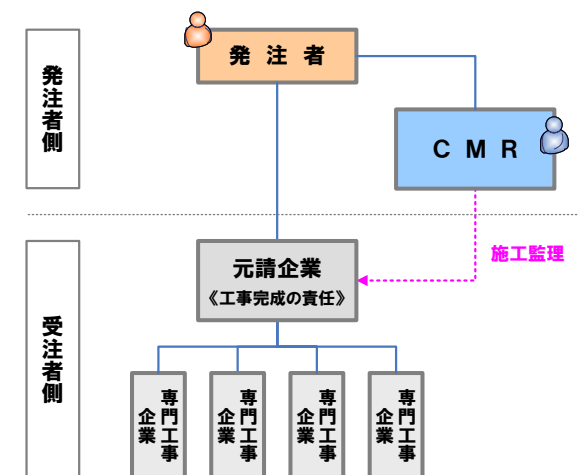 発注者側
発 注 者
C M R
施工監理
受注者側
元請企業
《工事完成の責任》
専門工事
企業
専門工事
企業
専門工事
企業
専門工事
企業